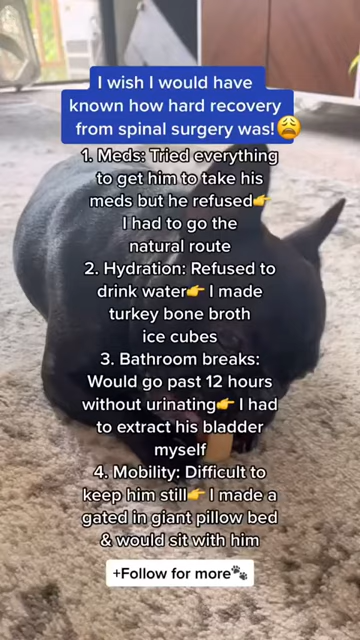 I wish I would have
known how hard recovery
from spinal surgery was!😩
1. Meds: Tried everything
to get him to take his
meds but he refused👉
I had to go the
natural route
2. Hydration: Refused to
drink water👉 I made
turkey bone broth
ice cubes
3. Bathroom breaks:
Would go past 12 hours
without urinating👉 I had
to extract his bladder
myself
4. Mobility: Difficult to
keep him still👉 I made a
gated in giant pillow bed
& would sit with him
+Follow for more🐾